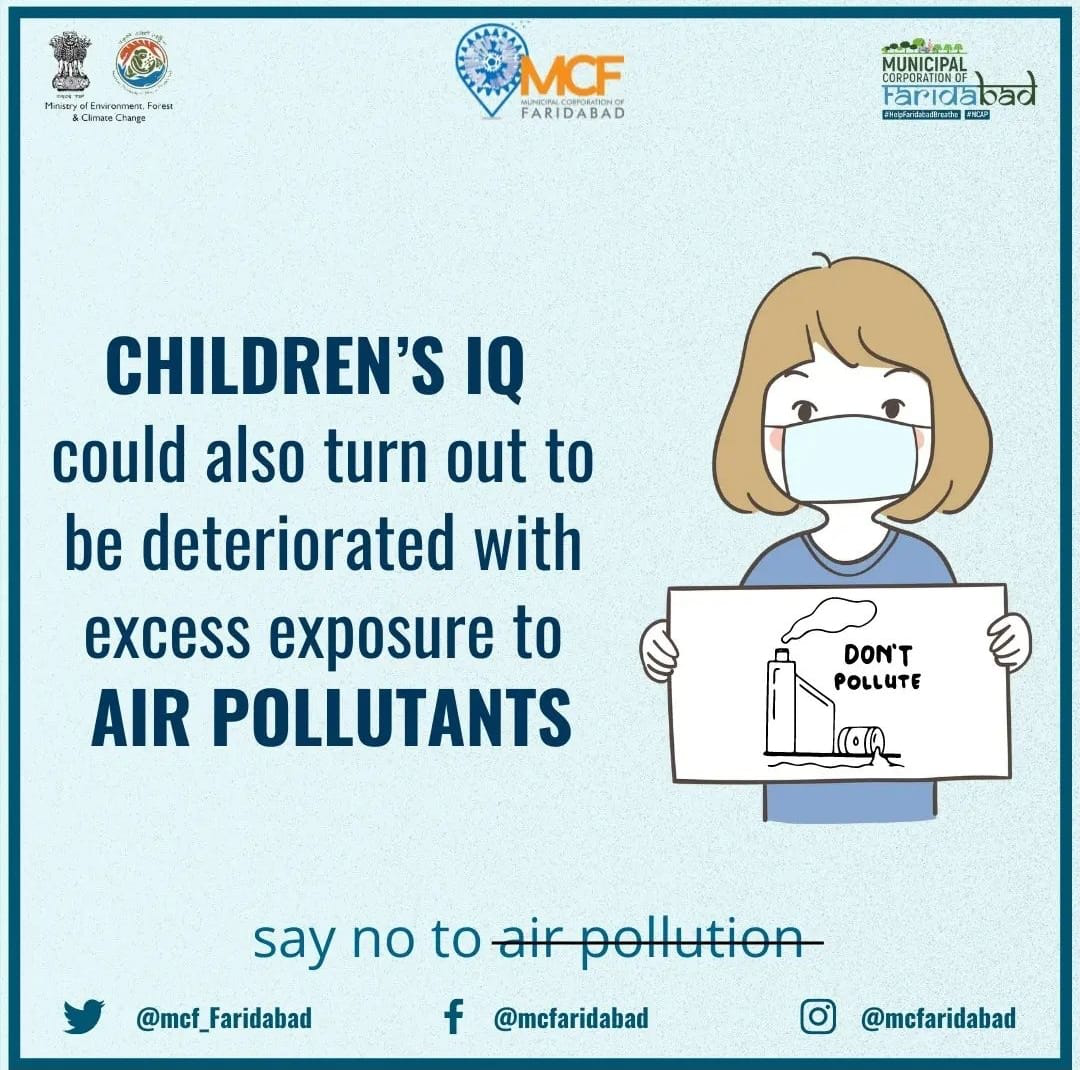 Ministry of Environment, Forest
& Climate Change
MCF
MUNICIPAL CORPORATION OF
FARIDABAD
MUNICIPAL
CORPORATION OF
Faridabad
#HelpFaridabadBreathe #NCAP
CHILDREN'S IQ
could also turn out to
be deteriorated with
excess exposure to
AIR POLLUTANTS
DON'T
POLLUTE
say no to air pollution
@mcf_Faridabad
@mcfaridabad
@mcfaridabad